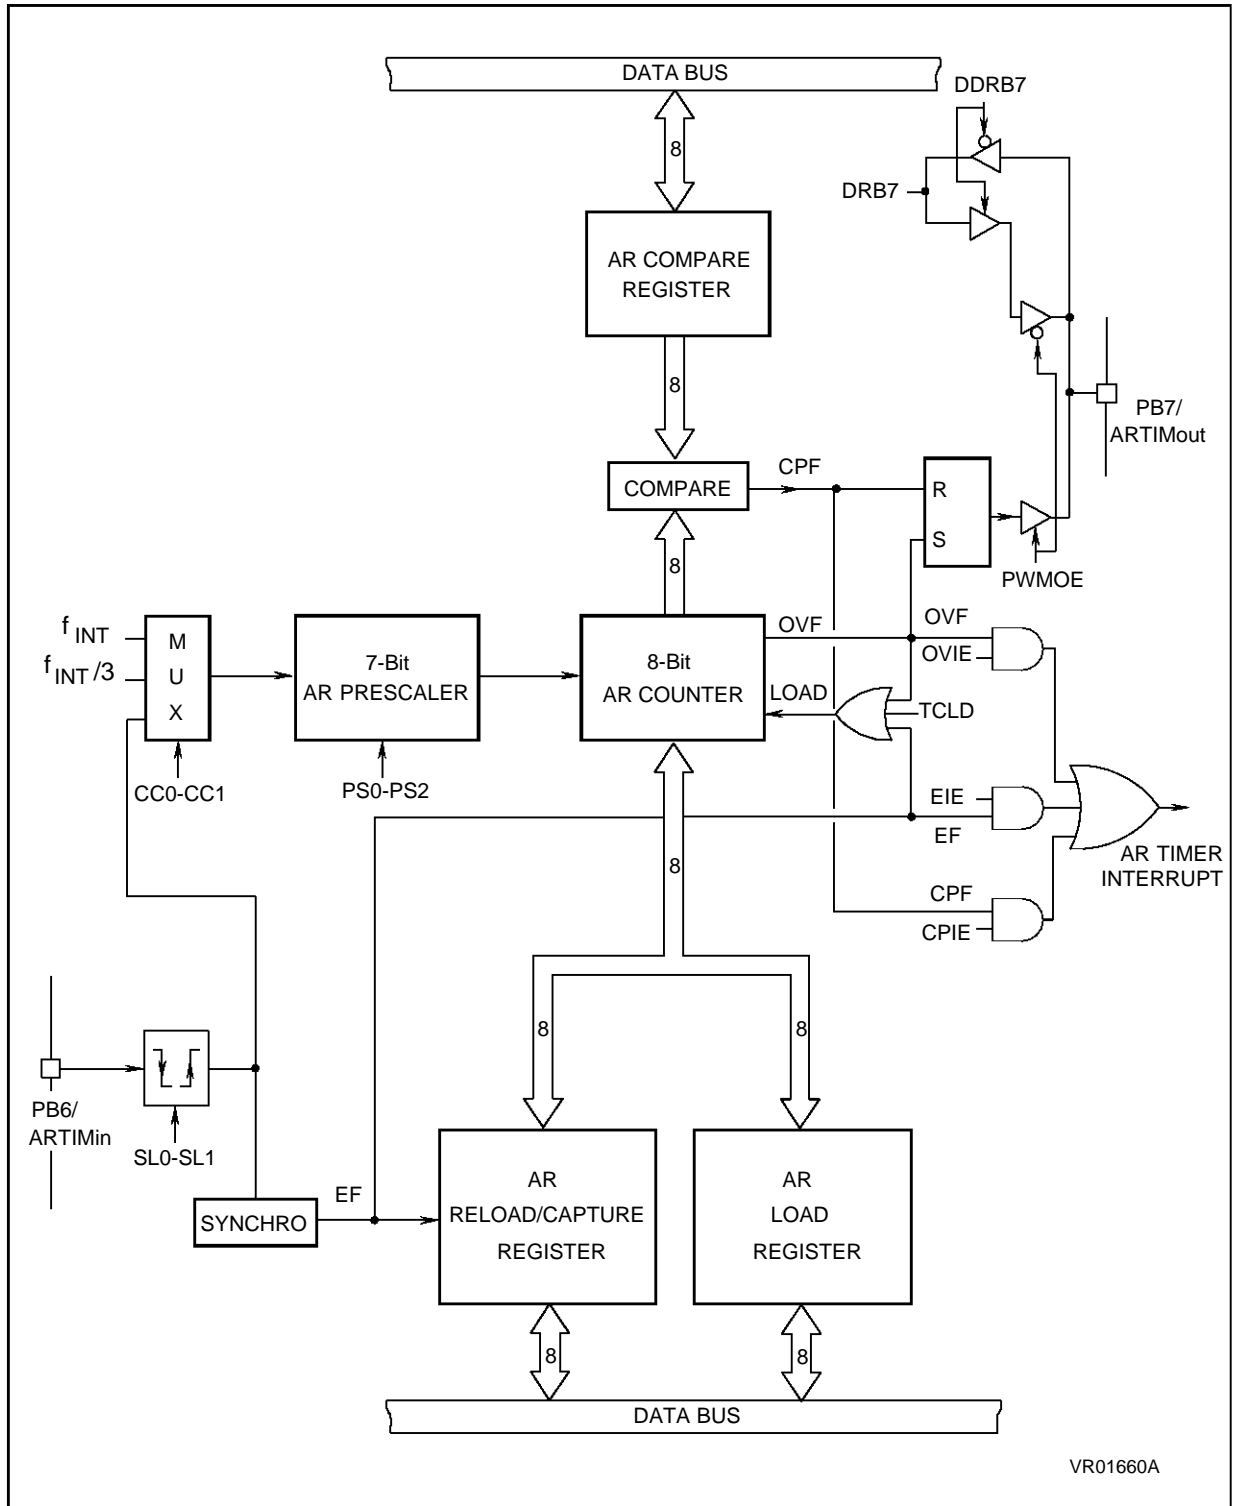 DATA BUS
DDRB7
8
DRB7
AR COMPARE
REGISTER
8
PB7/
ARTIMout
CPF
COMPARE
R
S
8
PWMOE
f INT
f INT /3
M
U
X
7-Bit
AR PRESCALER
8-Bit
AR COUNTER
OVF
OVF
OVIE
LOAD
TCLD
CC0-CC1
PS0-PS2
EIE
EF
AR TIMER
INTERRUPT
8
CPF
CPIE
8
8
PB6/
ARTIMin
SL0-SL1
EF
SYNCHRO
AR
RELOAD/CAPTURE
REGISTER
AR
LOAD
REGISTER
8
8
DATA BUS
VR01660A